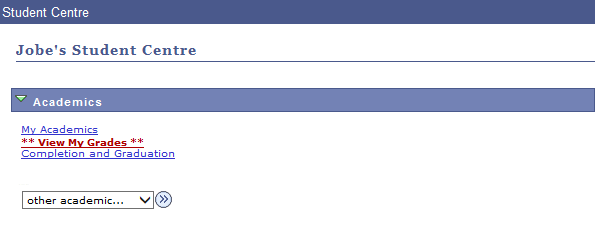 Student Centre
Jobe's Student Centre
Academics
My Academics
** View My Grades **
Completion and Graduation
other academic...